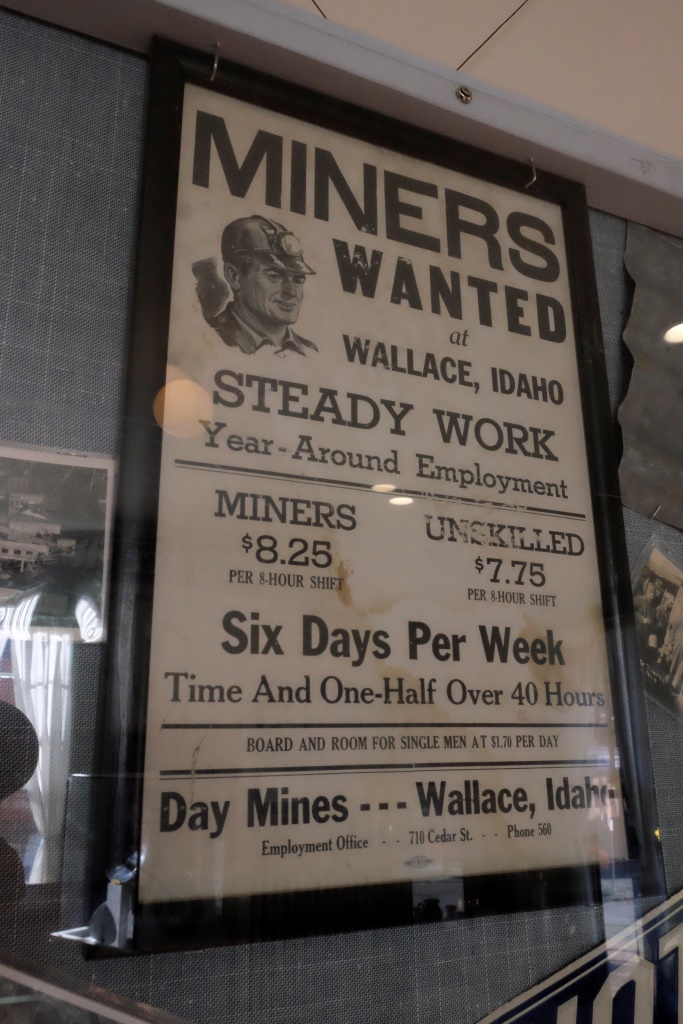 MINERS
WANTED
at
WALLACE, IDAHO
STEADY WORK
Year-Around Employment
MINERS
$8.25
PER 8-HOUR SHIFT
UNSKILLED
$7.75
PER 8-HOUR SHIFT
Six Days Per Week
Time And One-Half Over 40 Hours
BOARD AND ROOM FOR SINGLE MEN AT $1.70 PER DAY
Day Mines --- Wallace, Idaho
Employment Office - - 710 Cedar St. - - Phone 560